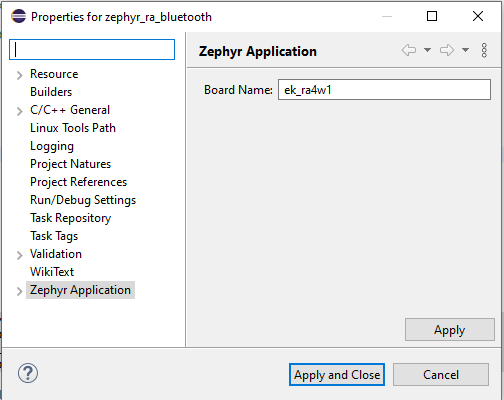 Properties for zephyr_ra_bluetooth
Resource
Builders
C/C++ General
Linux Tools Path
Logging
Project Natures
Project References
Run/Debug Settings
Task Repository
Task Tags
Validation
WikiText
Zephyr Application
Zephyr Application
Board Name: ek_ra4w1
Apply
Apply and Close
Cancel